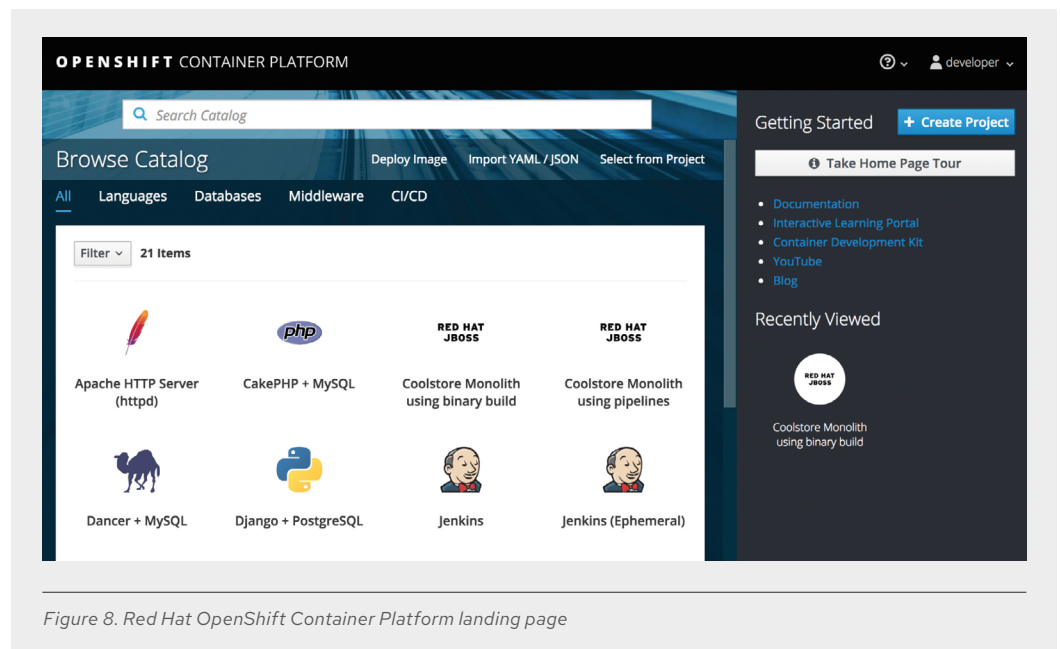 OPENSHIFT CONTAINER PLATFORM
developer
Search Catalog
Browse Catalog
Deploy Image Import YAML / JSON Select from Project
All Languages Databases Middleware CI/CD
Filter 21 Items
php
RED HAT
JBOSS
RED HAT
JBOSS
Apache HTTP Server
(httpd)
CakePHP + MySQL
Coolstore Monolith
using binary build
Coolstore Monolith
using pipelines
Dancer + MySQL
Django + PostgreSQL
Jenkins
Jenkins (Ephemeral)
Getting Started
+ Create Project
Take Home Page Tour
• Documentation
• Interactive Learning Portal
• Container Development Kit
• YouTube
• Blog
Recently Viewed
RED HAT
JBOSS
Coolstore Monolith
using binary build
Figure 8. Red Hat OpenShift Container Platform landing page